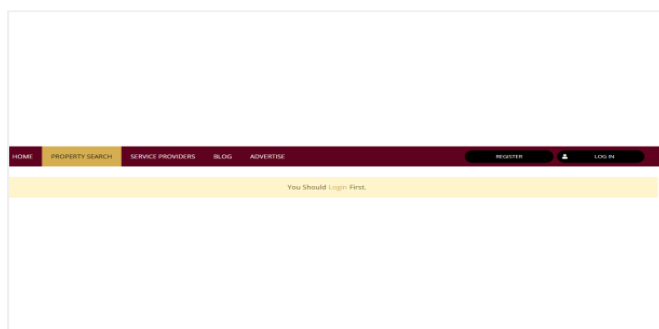 HOME PROPERTY SEARCH SERVICE PROVIDERS BLOG ADVERTISE REGISTER LOG IN
You Should Login First.